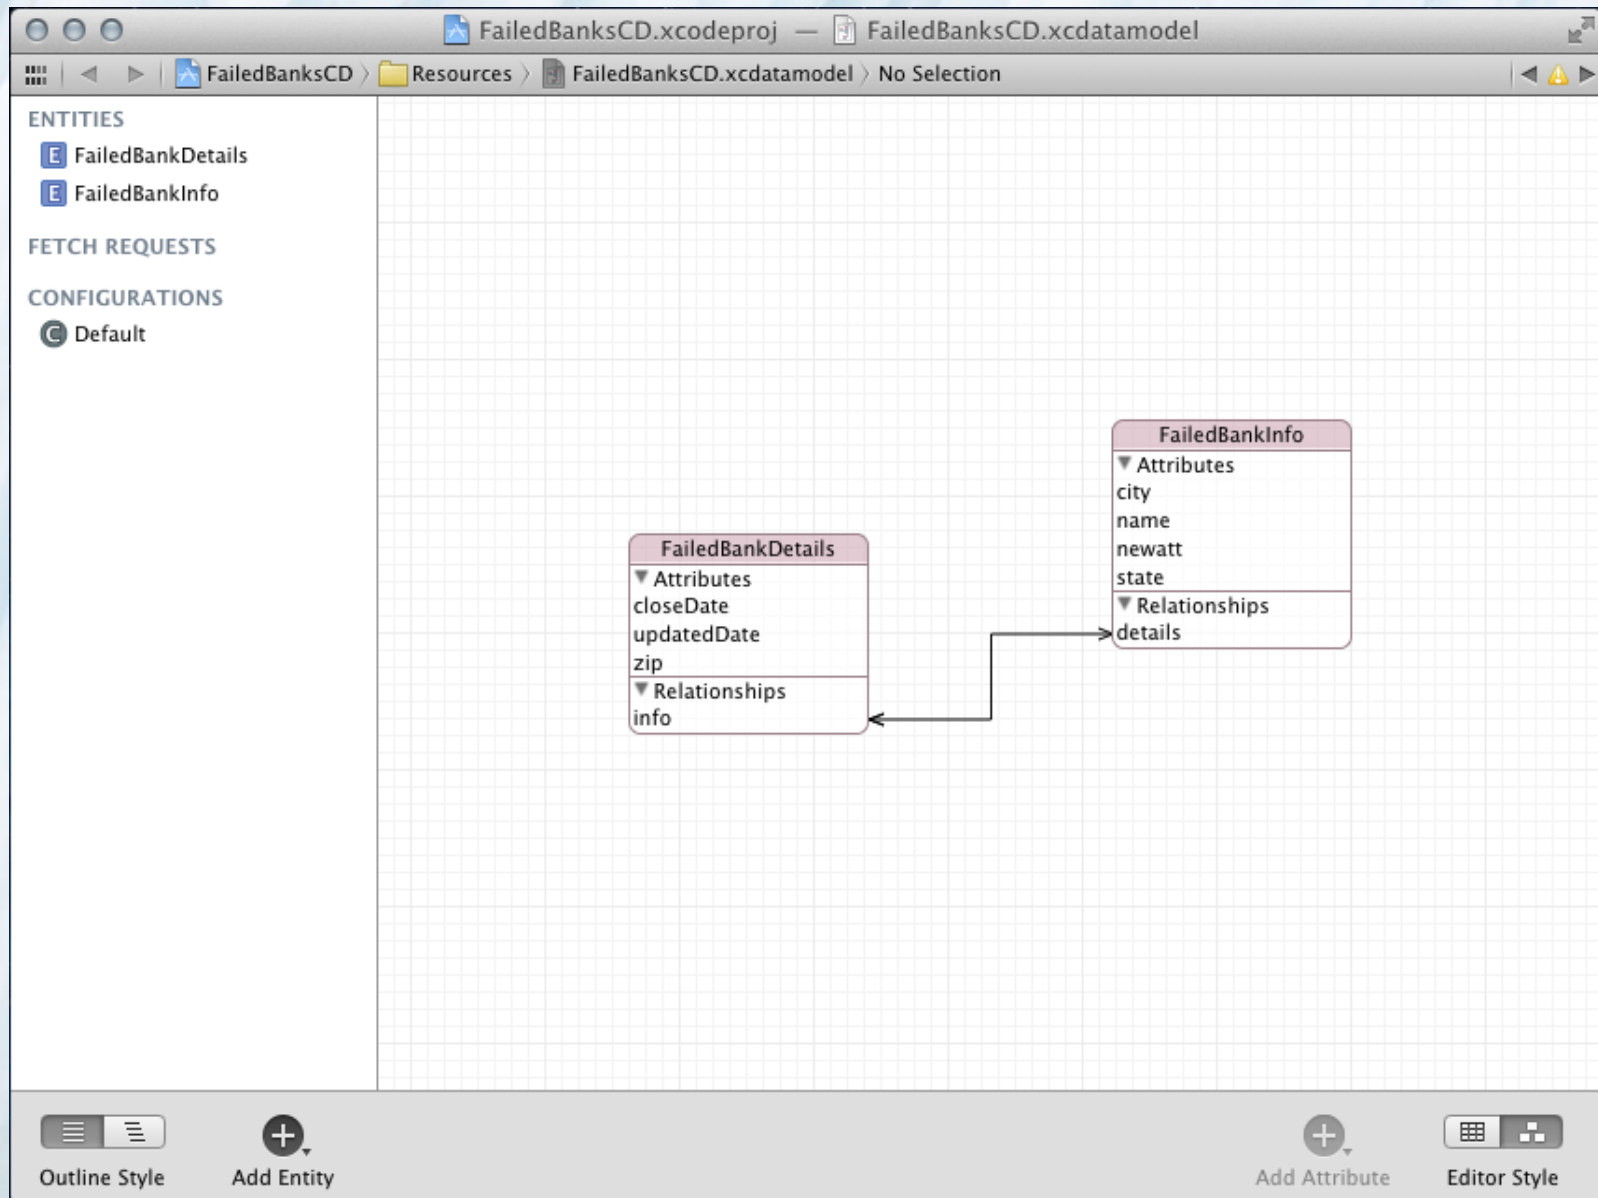 FailedBanksCD.xcodeproj — FailedBanksCD.xcdatamodel
FailedBanksCD Resources FailedBanksCD.xcdatamodel No Selection
ENTITIES
E FailedBankDetails
E FailedBankInfo
FETCH REQUESTS
CONFIGURATIONS
C Default
FailedBankDetails
Attributes
closeDate
updatedDate
zip
Relationships
info
FailedBankInfo
Attributes
city
name
newatt
state
Relationships
details
Outline Style
Add Entity
Add Attribute
Editor Style